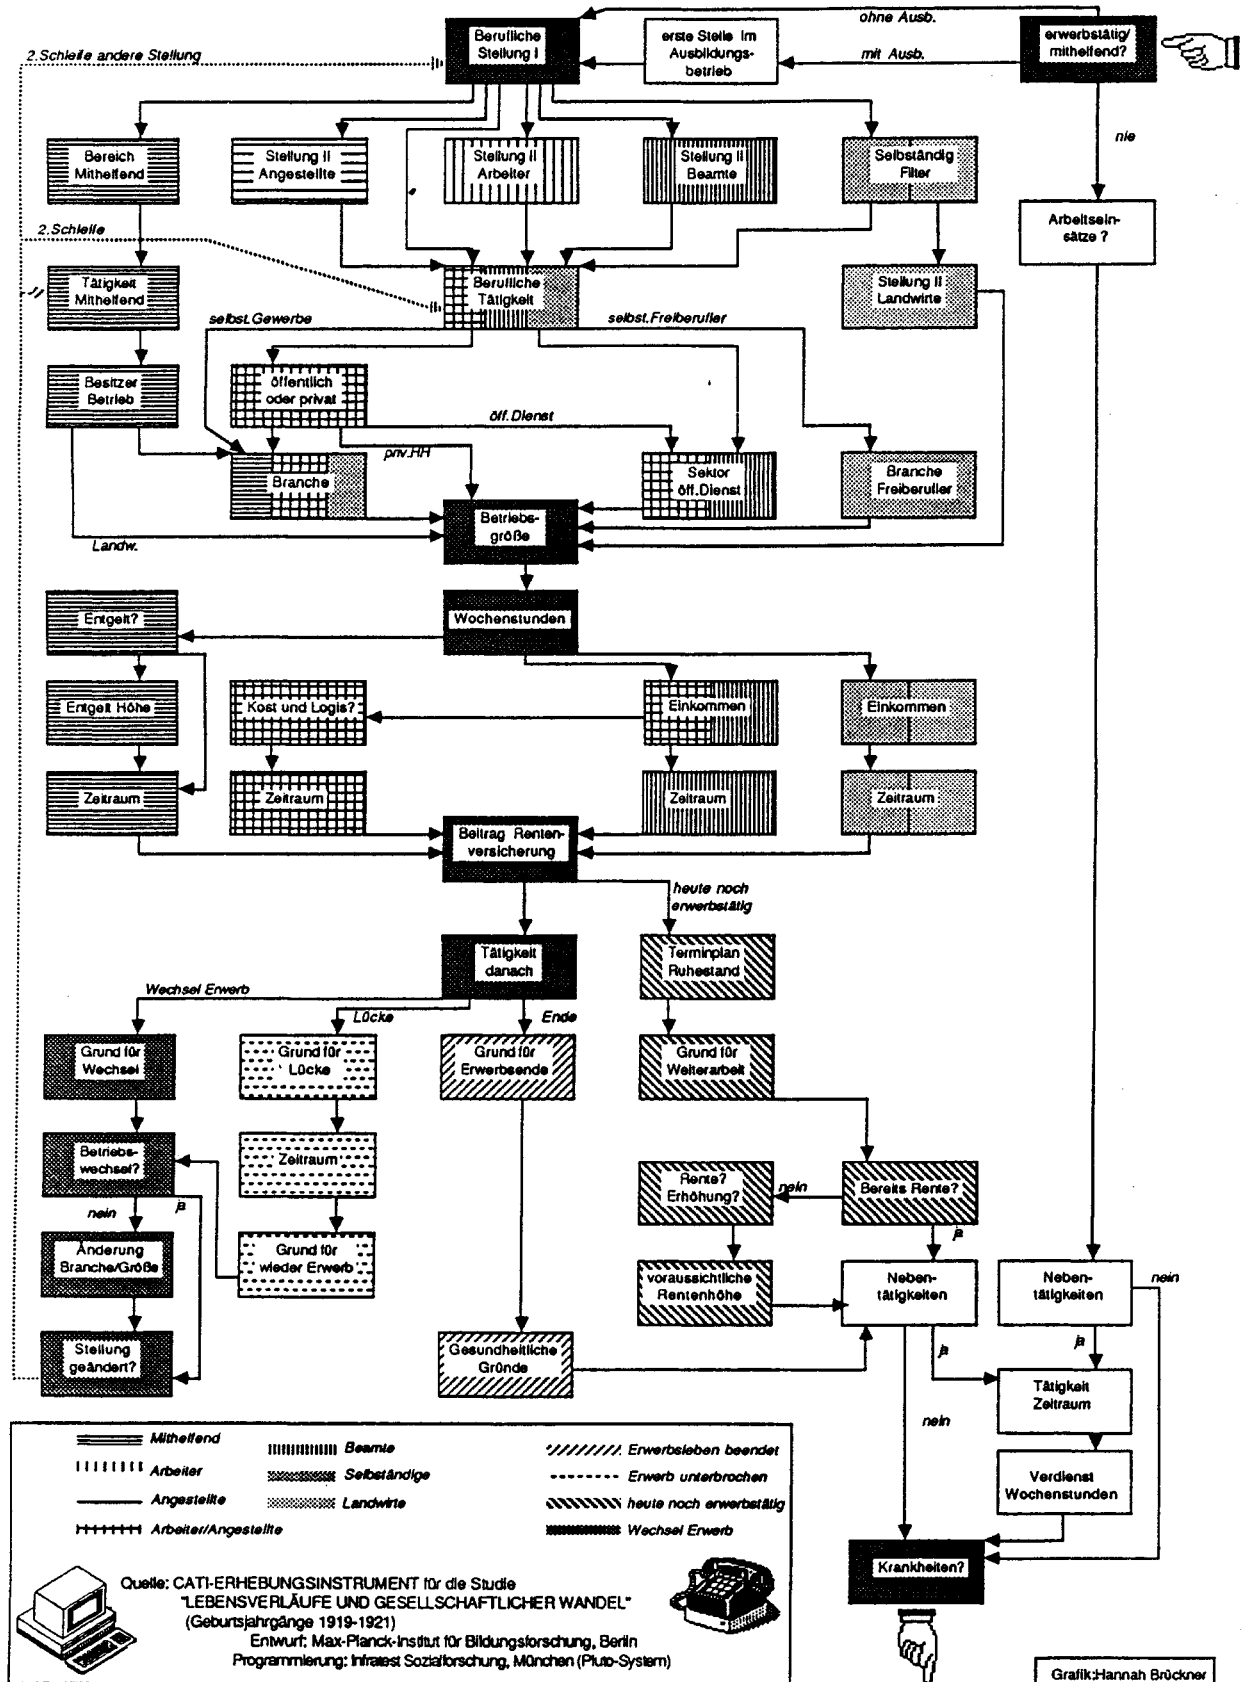 ohne Ausb.
Berufliche
Stellung I
erste Stelle im
Ausbildungs-
betrieb
mit Ausb.
erwerbstätig/
mithelfend?
2.Schleife andere Stellung
nie
Bereich
Mithelfend
Stellung II
Angestellte
Stellung II
Arbeiter
Stellung II
Beamte
Selbständig
Filter
Arbeitsein-
sätze ?
2.Schleife
Tätigkeit
Mithelfend
Berufliche
Tätigkeit
Stellung II
Landwirte
selbst.Gewerbe
selbst.Freiberufler
Besitzer
Betrieb
öffentlich
oder privat
öff.Dienst
priv.HH
Branche
Sektor
öff.Dienst
Branche
Freiberufler
Betriebs-
größe
Landw.
Entgelt?
Wochenstunden
Entgelt Höhe
Kost und Logis?
Einkommen
Einkommen
Zeitraum
Zeitraum
Zeitraum
Zeitraum
Beitrag Renten-
versicherung
heute noch
erwerbstätig
Tätigkeit
danach
Terminplan
Ruhestand
Wechsel Erwerb
Lücke
Ende
Grund für
Wechsel
Grund für
Lücke
Grund für
Erwerbsende
Grund für
Weiterarbeit
Betriebs-
wechsel?
Zeitraum
Rente?
Erhöhung?
nein
Bereits Rente?
nein
ja
ja
Änderung
Branche/Größe
Grund für
wieder Erwerb
voraussichtliche
Rentenhöhe
Neben-
tätigkeiten
Neben-
tätigkeiten
nein
Stellung
geändert?
Gesundheitliche
Gründe
ja
ja
Tätigkeit
Zeitraum
nein
Verdienst
Wochenstunden
Krankheiten?
Mithelfend
Arbeiter
Angestellte
Arbeiter/Angestellte
Beamte
Selbständige
Landwirte
Erwerbsleben beendet
Erwerb unterbrochen
heute noch erwerbstätig
Wechsel Erwerb
Quelle: CATI-ERHEBUNGSINSTRUMENT für die Studie
"LEBENSVERLÄUFE UND GESELLSCHAFTLICHER WANDEL"
(Geburtsjahrgänge 1919-1921)
Entwurf: Max-Planck-Institut für Bildungsforschung, Berlin
Programmierung: Infratest Sozialforschung, München (Pluto-System)
Grafik:Hannah Brückner